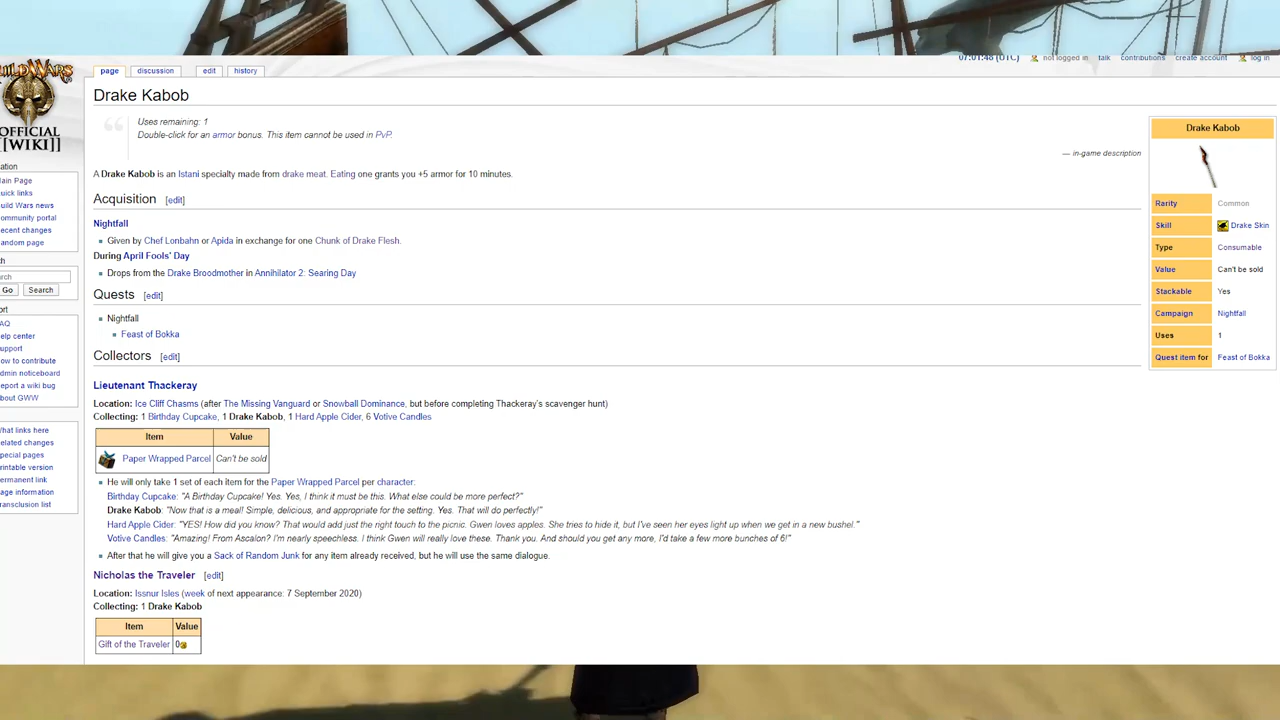 07:01:48 (UTC) not logged in talk contributions create account log in
page discussion edit history
GUILD WARS
OFFICIAL
[[WIKI]]
Main Page
Quick links
Guild Wars news
Community portal
Recent changes
Random page
Search
Go Search
FAQ
Help center
Support
How to contribute
Admin noticeboard
Report a wiki bug
About GWW
What links here
Related changes
Special pages
Printable version
Permanent link
Page information
Transclusion list
Drake Kabob
Uses remaining: 1
Double-click for an armor bonus. This item cannot be used in PvP.
— in-game description
A Drake Kabob is an Istani specialty made from drake meat. Eating one grants you +5 armor for 10 minutes.
Acquisition [edit]
Nightfall
Given by Chef Lonbahn or Apida in exchange for one Chunk of Drake Flesh.
During April Fools' Day
Drops from the Drake Broodmother in Annihilator 2: Searing Day
Quests [edit]
Nightfall
Feast of Bokka
Collectors [edit]
Lieutenant Thackeray
Location: Ice Cliff Chasms (after The Missing Vanguard or Snowball Dominance, but before completing Thackeray's scavenger hunt)
Collecting: 1 Birthday Cupcake, 1 Drake Kabob, 1 Hard Apple Cider, 6 Votive Candles
Item Value
Paper Wrapped Parcel Can't be sold
He will only take 1 set of each item for the Paper Wrapped Parcel per character:
Birthday Cupcake: "A Birthday Cupcake! Yes. Yes, I think it must be this. What else could be more perfect?"
Drake Kabob: "Now that is a meal! Simple, delicious, and appropriate for the setting. Yes. That will do perfectly!"
Hard Apple Cider: "YES! How did you know? That would add just the right touch to the picnic. Gwen loves apples. She tries to hide it, but I've seen her eyes light up when we get in a new bushel."
Votive Candles: "Amazing! From Ascalon? I'm nearly speechless. I think Gwen will really love these. Thank you. And should you get any more, I'd take a few more bunches of 6!"
After that he will give you a Sack of Random Junk for any item already received, but he will use the same dialogue.
Nicholas the Traveler [edit]
Location: Issnur Isles (week of next appearance: 7 September 2020)
Collecting: 1 Drake Kabob
Item Value
Gift of the Traveler 0
Drake Kabob
Rarity Common
Skill Drake Skin
Type Consumable
Value Can't be sold
Stackable Yes
Campaign Nightfall
Uses 1
Quest item for Feast of Bokka